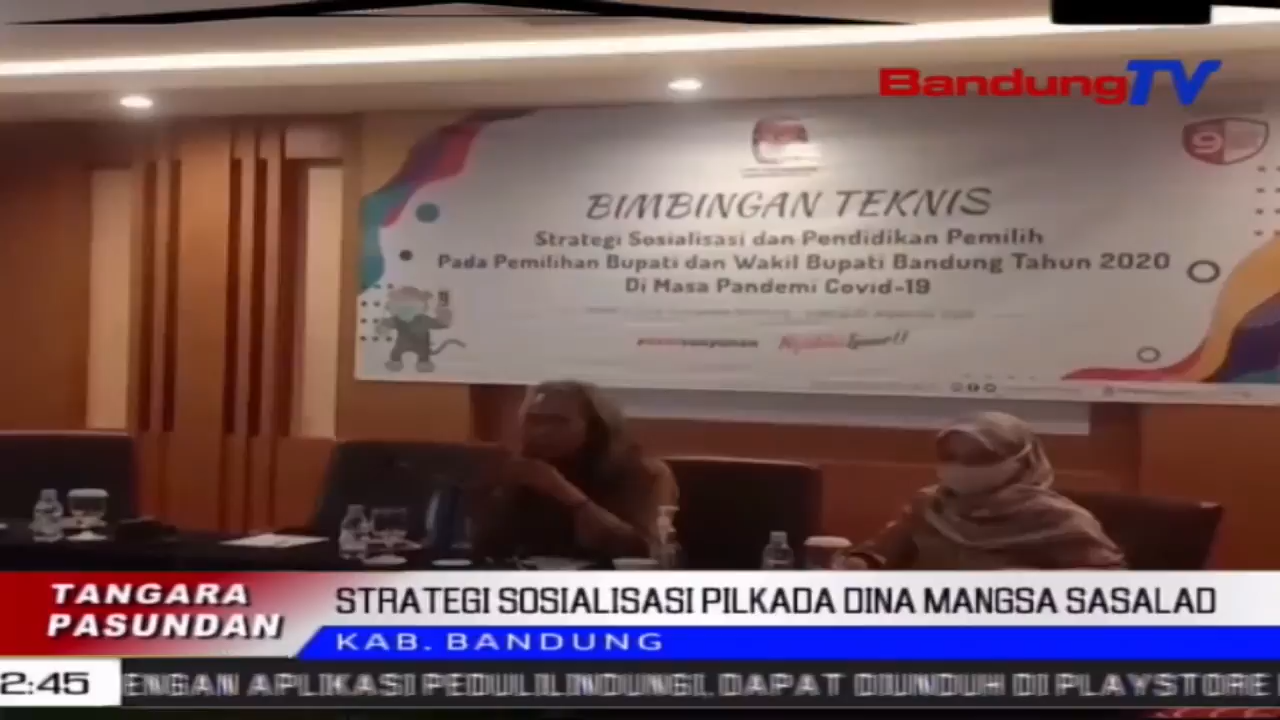 BandungTV
9
BIMBINGAN TEKNIS
Strategi Sosialisasi dan Pendidikan Pemilih
Pada Pemilihan Bupati dan Wakil Bupati Bandung Tahun 2020
Di Masa Pandemi Covid-19
TANGARA
PASUNDAN
STRATEGI SOSIALISASI PILKADA DINA MANGSA SASALAD
KAB. BANDUNG
2:45
ENGAN APLIKASI PEDULILINDUNGI. DAPAT DIUNDUH DI PLAYSTORE